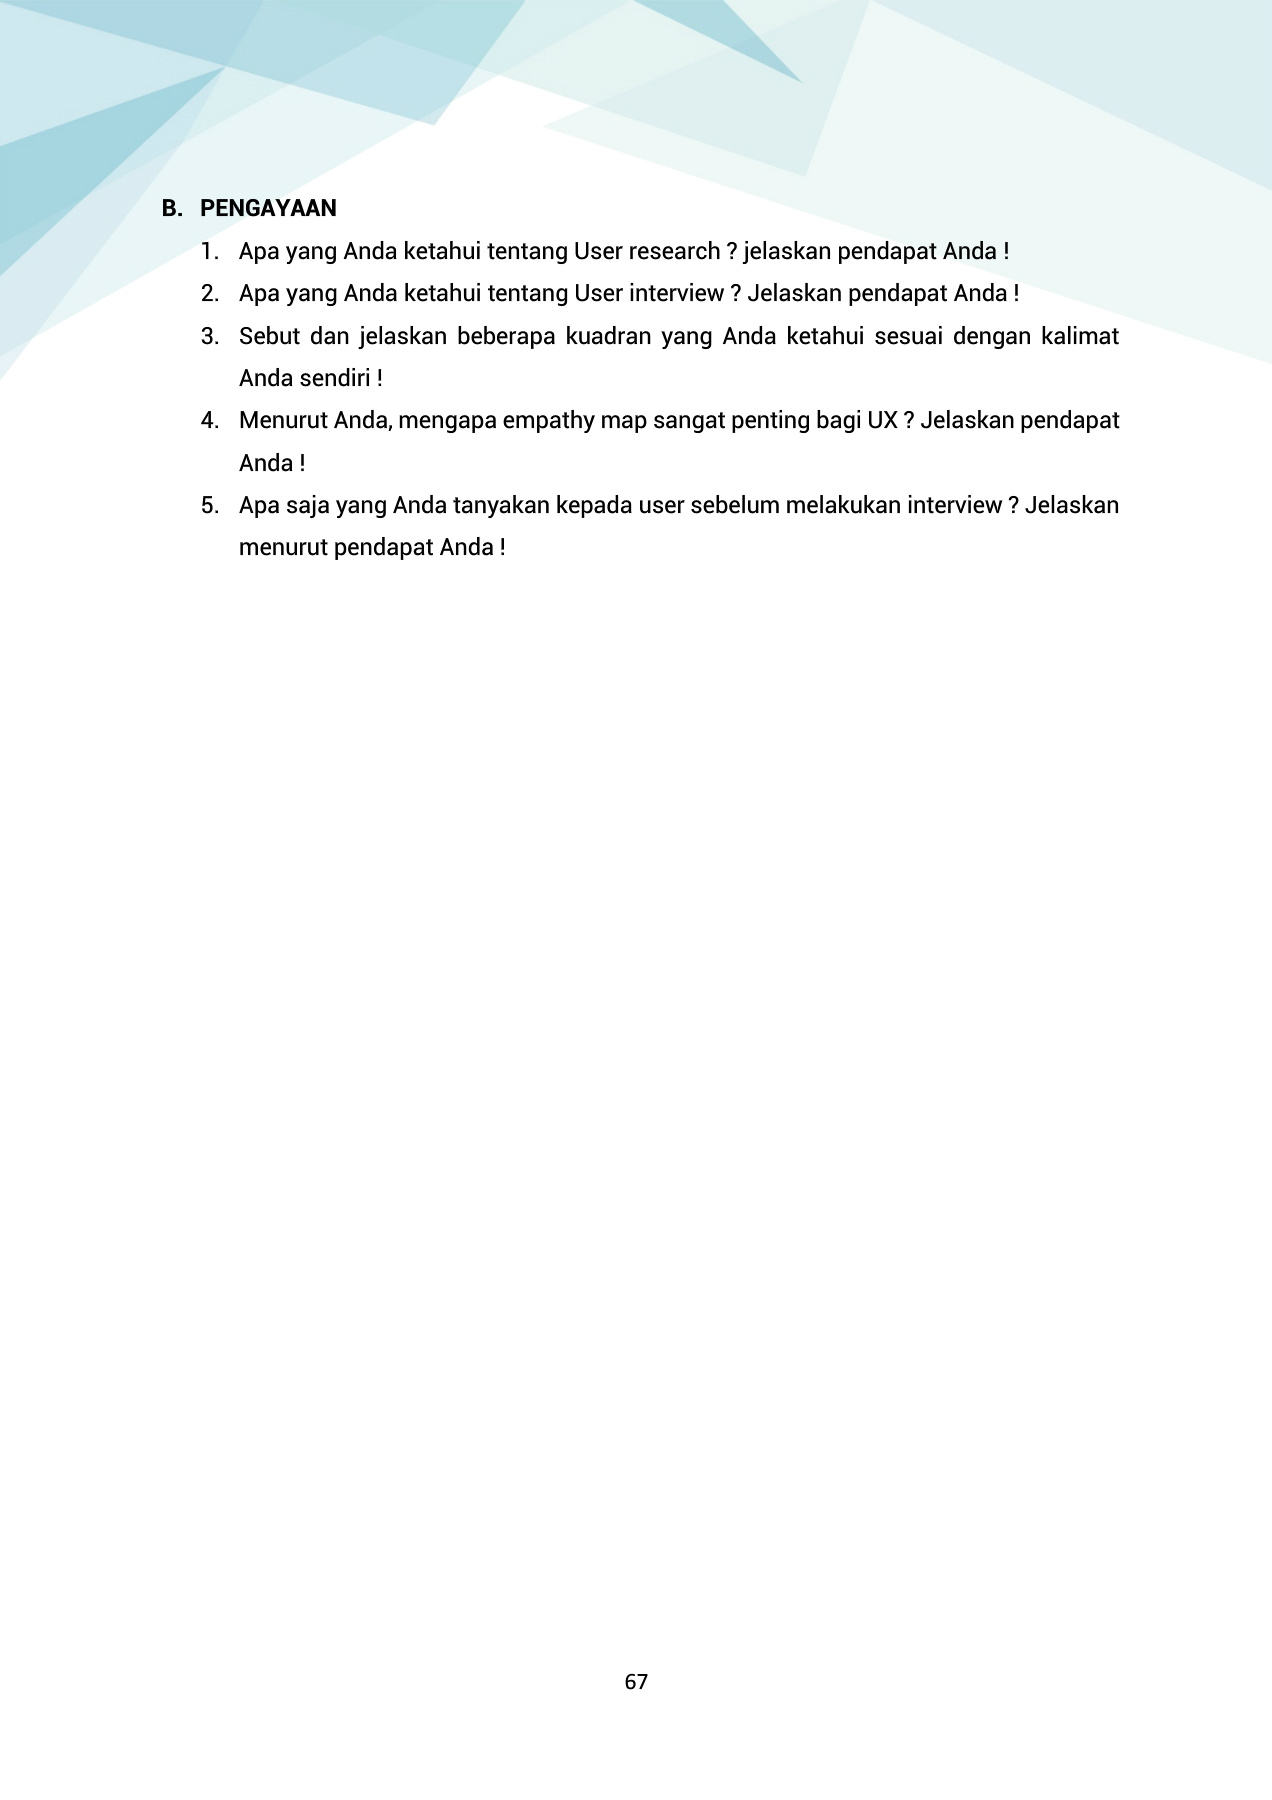 B. PENGAYAAN
1. Apa yang Anda ketahui tentang User research ? jelaskan pendapat Anda !
2. Apa yang Anda ketahui tentang User interview ? Jelaskan pendapat Anda !
3. Sebut dan jelaskan beberapa kuadran yang Anda ketahui sesuai dengan kalimat
Anda sendiri !
4. Menurut Anda, mengapa empathy map sangat penting bagi UX ? Jelaskan pendapat
Anda !
5. Apa saja yang Anda tanyakan kepada user sebelum melakukan interview ? Jelaskan
menurut pendapat Anda !
67